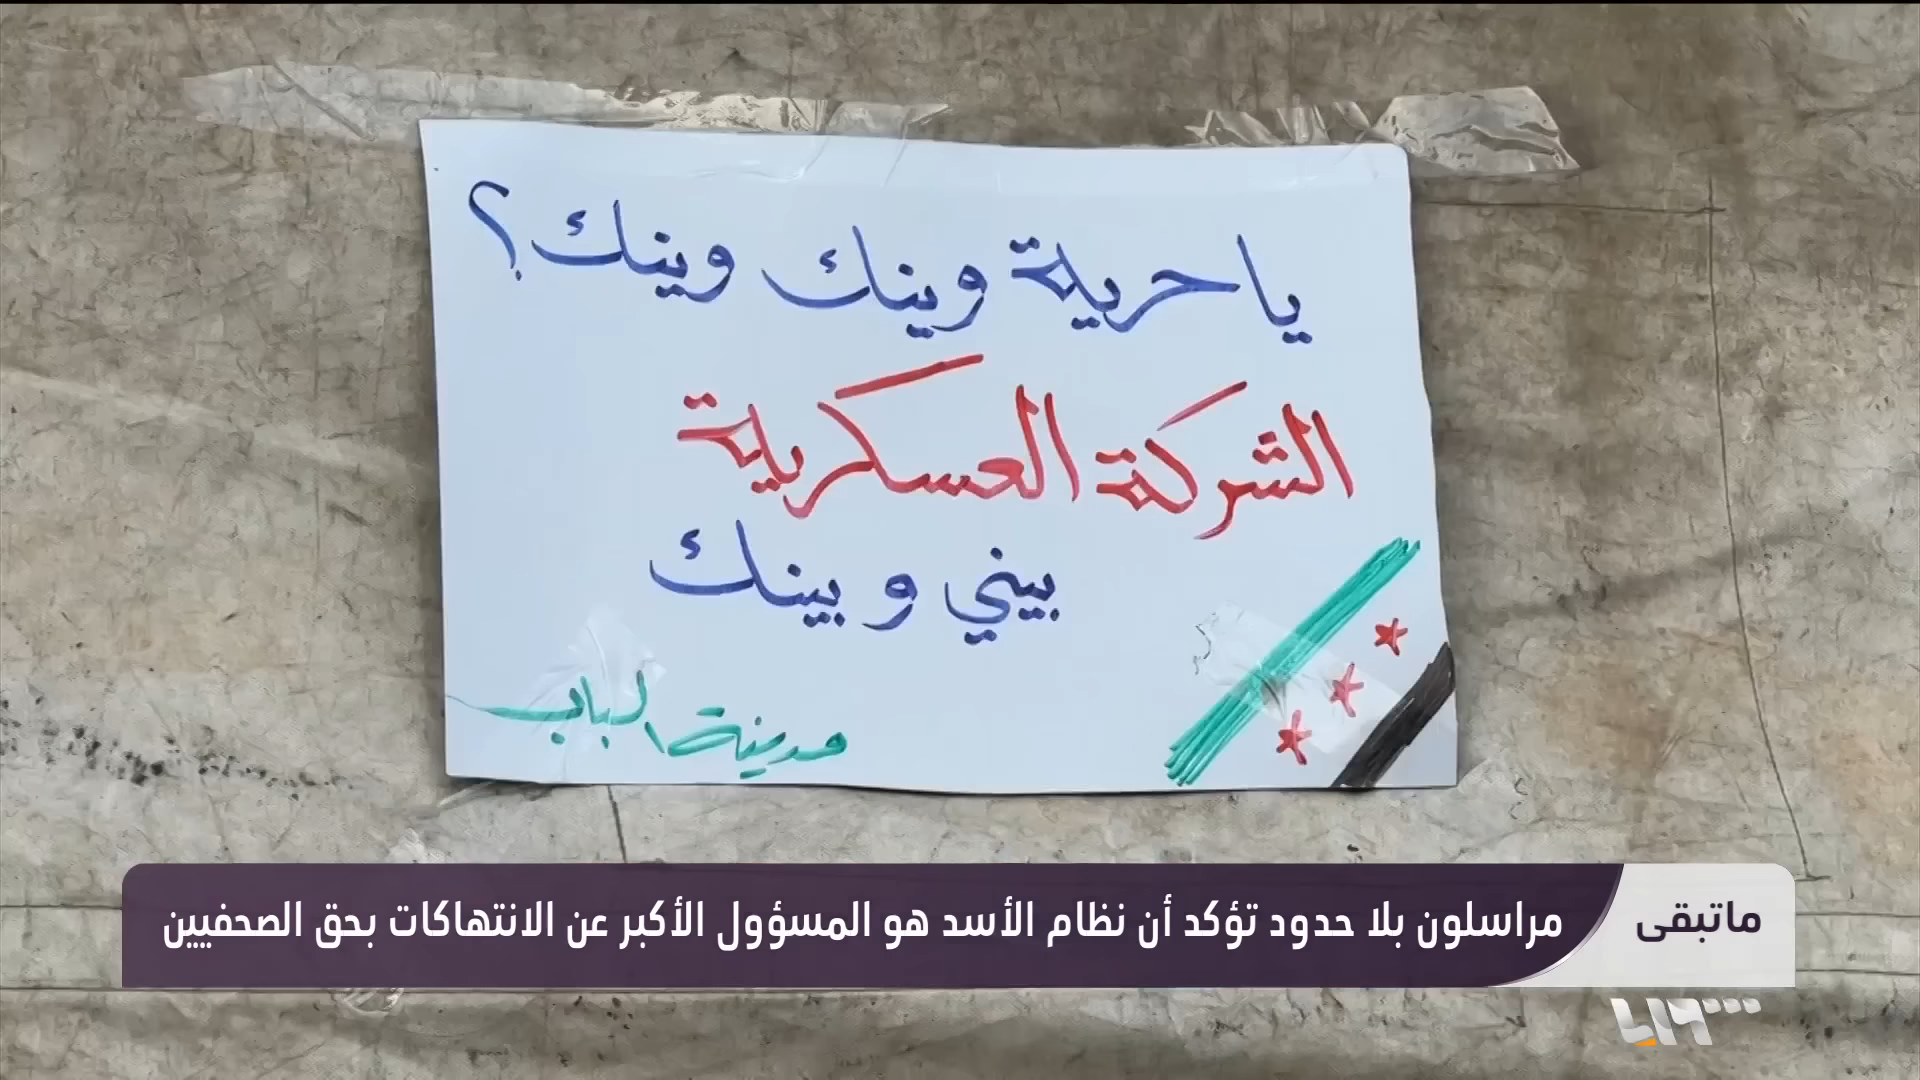 يا حرية وينك وينك؟
الشركة العسكرية
بيني و بينك
مدينة الباب
ماتبقى
مراسلون بلا حدود تؤكد أن نظام الأسد هو المسؤول الأكبر عن الانتهاكات بحق الصحفيين
سوريا